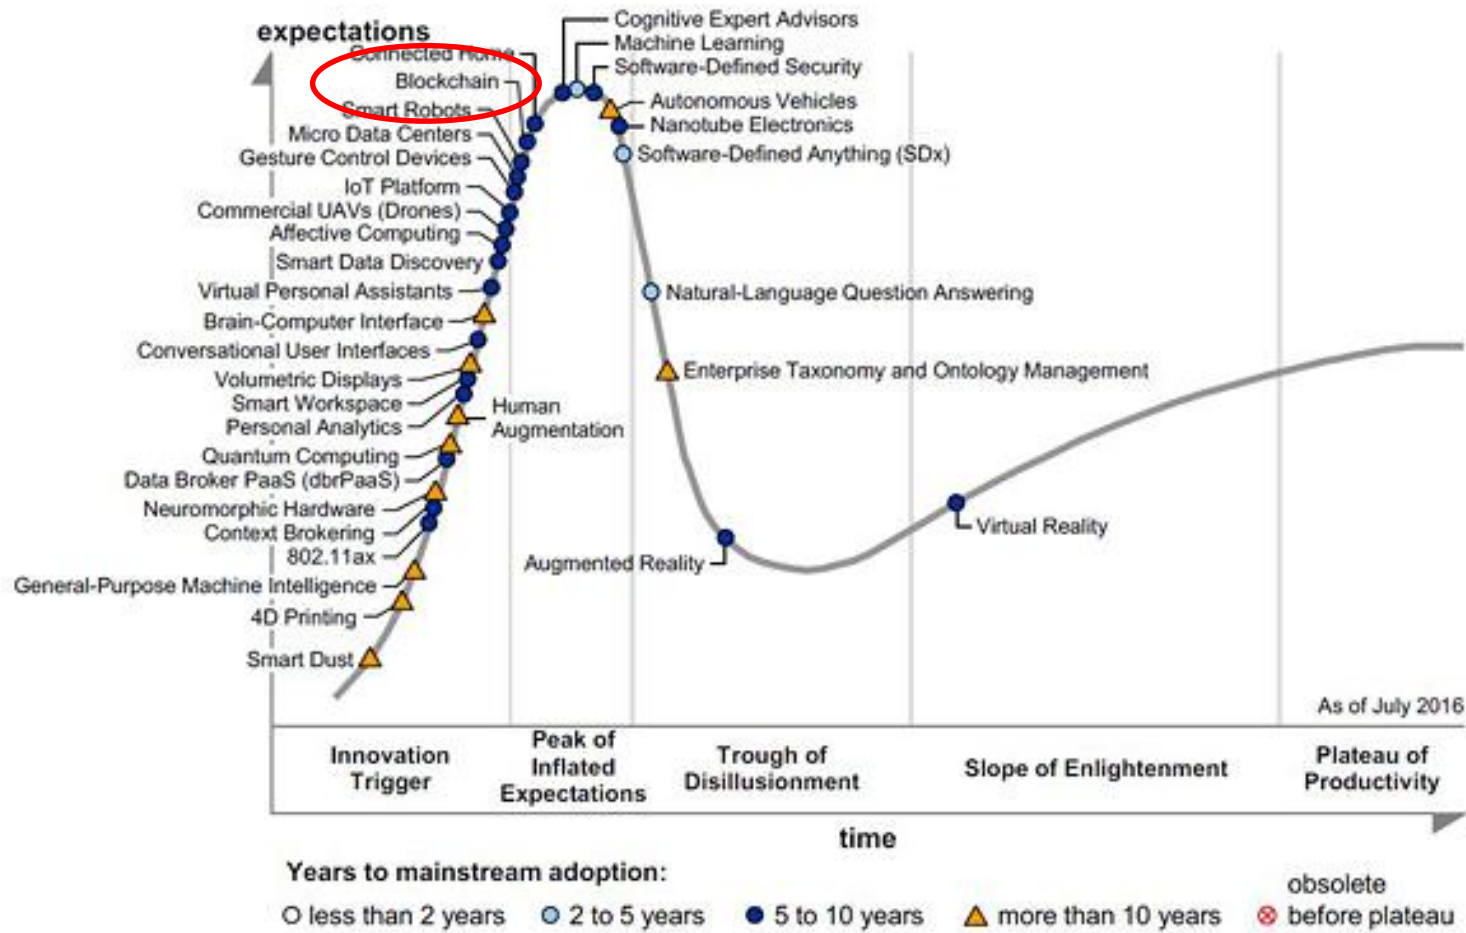 expectations
Connected Home
Blockchain
Smart Robots
Micro Data Centers
Gesture Control Devices
IoT Platform
Commercial UAVs (Drones)
Affective Computing
Smart Data Discovery
Virtual Personal Assistants
Brain-Computer Interface
Conversational User Interfaces
Volumetric Displays
Smart Workspace
Personal Analytics
Quantum Computing
Data Broker PaaS (dbrPaaS)
Neuromorphic Hardware
Context Brokering
802.11ax
General-Purpose Machine Intelligence
4D Printing
Smart Dust
Human
Augmentation
Cognitive Expert Advisors
Machine Learning
Software-Defined Security
Autonomous Vehicles
Nanotube Electronics
Software-Defined Anything (SDx)
Natural-Language Question Answering
Enterprise Taxonomy and Ontology Management
Augmented Reality
Virtual Reality
As of July 2016
Innovation
Trigger
Peak of
Inflated
Expectations
Trough of
Disillusionment
Slope of Enlightenment
Plateau of
Productivity
time
Years to mainstream adoption:
less than 2 years
2 to 5 years
5 to 10 years
more than 10 years
obsolete
before plateau